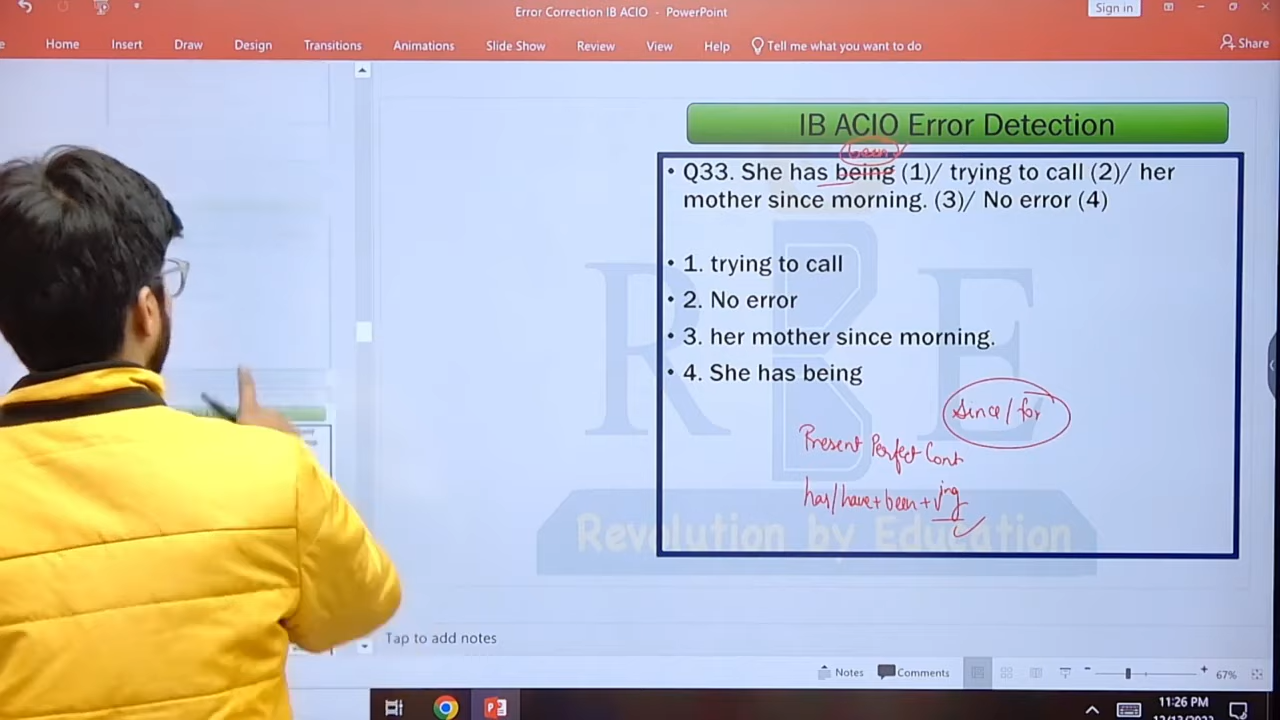 Error Correction IB ACIO - PowerPoint
Sign in
Home Insert Draw Design Transitions Animations Slide Show Review View Help Tell me what you want to do Share
IB ACIO Error Detection
been
• Q33. She has being (1)/ trying to call (2)/ her
mother since morning. (3)/ No error (4)
• 1. trying to call
• 2. No error
• 3. her mother since morning.
• 4. She has being
Since/for
Present Perfect Cont
has/have+been+Ving
RBE
Revolution by Education
Tap to add notes
Notes Comments 67%
11:26 PM